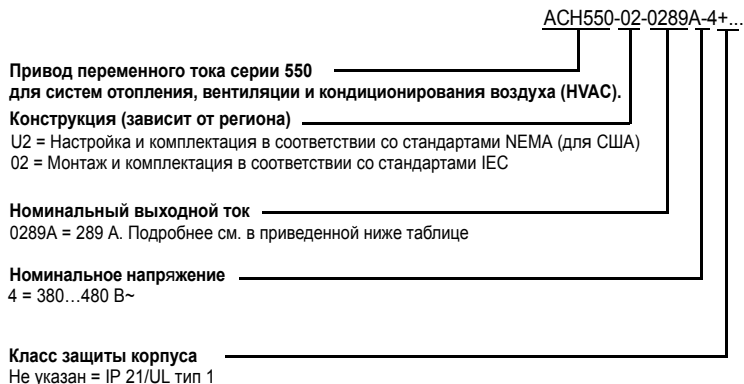 ACH550-02-0289A-4+...
Привод переменного тока серии 550
для систем отопления, вентиляции и кондиционирования воздуха (HVAC).
Конструкция (зависит от региона)
U2 = Настройка и комплектация в соответствии со стандартами NEMA (для США)
02 = Монтаж и комплектация в соответствии со стандартами IEC
Номинальный выходной ток
0289A = 289 А. Подробнее см. в приведенной ниже таблице
Номинальное напряжение
4 = 380…480 В~
Класс защиты корпуса
Не указан = IP 21/UL тип 1